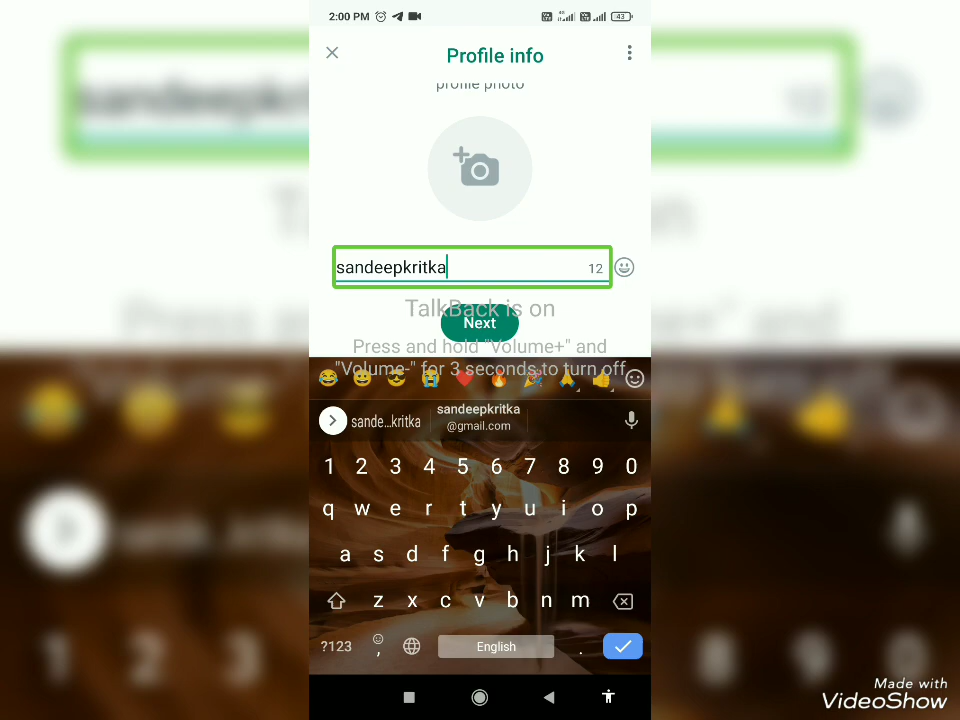 2:00 PM 4G 43
Profile info
profile photo
sandeepkritka 12
TalkBack is on
Next
Press and hold "Volume+" and
"Volume-" for 3 seconds to turn off
sande...kritka sandeepkritka
@gmail.com
1 2 3 4 5 6 7 8 9 0
q w e r t y u i o p
a s d f g h j k l
z x c v b n m
?123 , English .
Made with
VideoShow